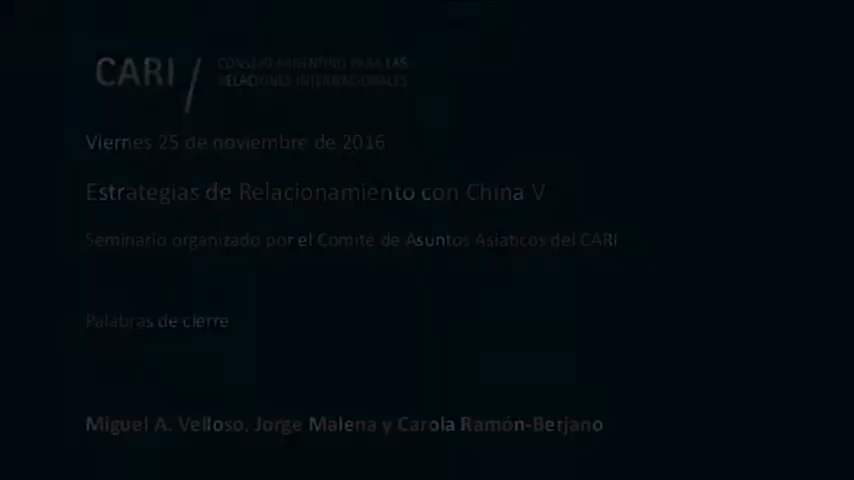 CARI
CONSEJO ARGENTINO PARA LAS
RELACIONES INTERNACIONALES
Viernes 25 de noviembre de 2016
Estrategias de Relacionamiento con China V
Seminario organizado por el Comité de Asuntos Asiáticos del CARI
Palabras de cierre
Miguel A. Velloso, Jorge Malena y Carola Ramón-Berjano